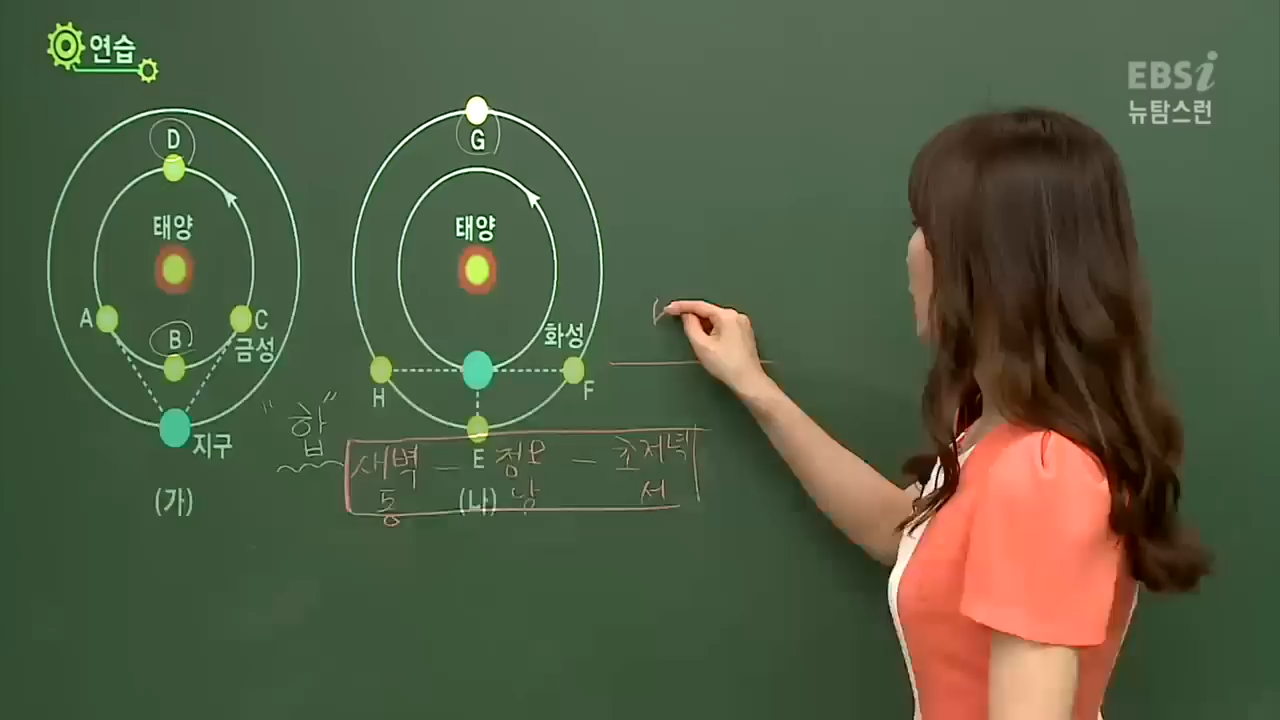 연습
EBSi
뉴탐스런
D
태양
A
B
C
금성
지구
(가)
G
태양
화성
H
F
E
(나)
"합"
새벽 - 정오 - 초저녁
동 남 서